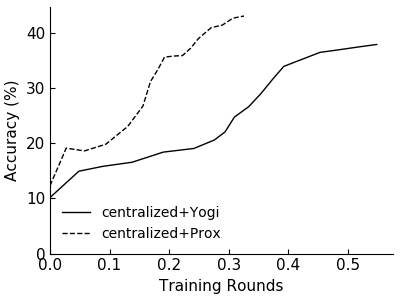 40
30
20
10
0
Accuracy (%)
centralized+Yogi
centralized+Prox
0.0 0.1 0.2 0.3 0.4 0.5
Training Rounds